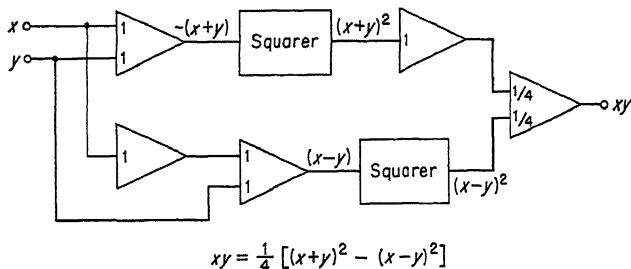 x
y
1
1
-(x+y)
Squarer
(x+y)²
1
1/4
1/4
xy
1
1
1
(x-y)
Squarer
(x-y)²
xy = 1/4 [(x+y)² - (x-y)²]